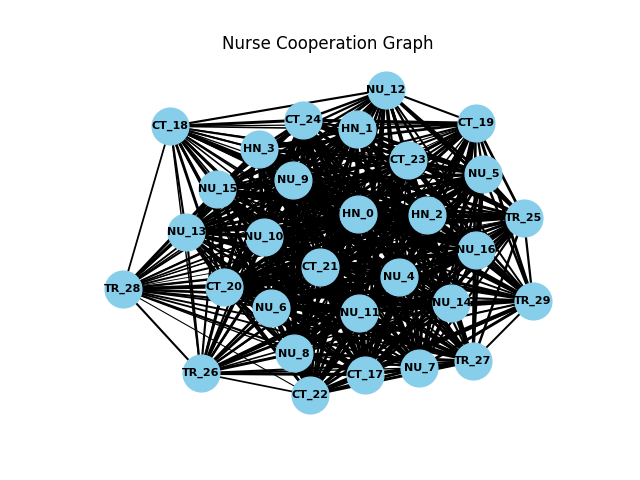 Nurse Cooperation Graph
NU_12
CT_24
CT_19
CT_18
HN_1
HN_3
CT_23
NU_5
NU_9
NU_15
HN_0
HN_2
TR_25
NU_13
NU_10
NU_16
CT_21
NU_4
CT_20
TR_28
TR_29
NU_14
NU_6
NU_11
NU_8
TR_27
NU_7
TR_26
CT_17
CT_22